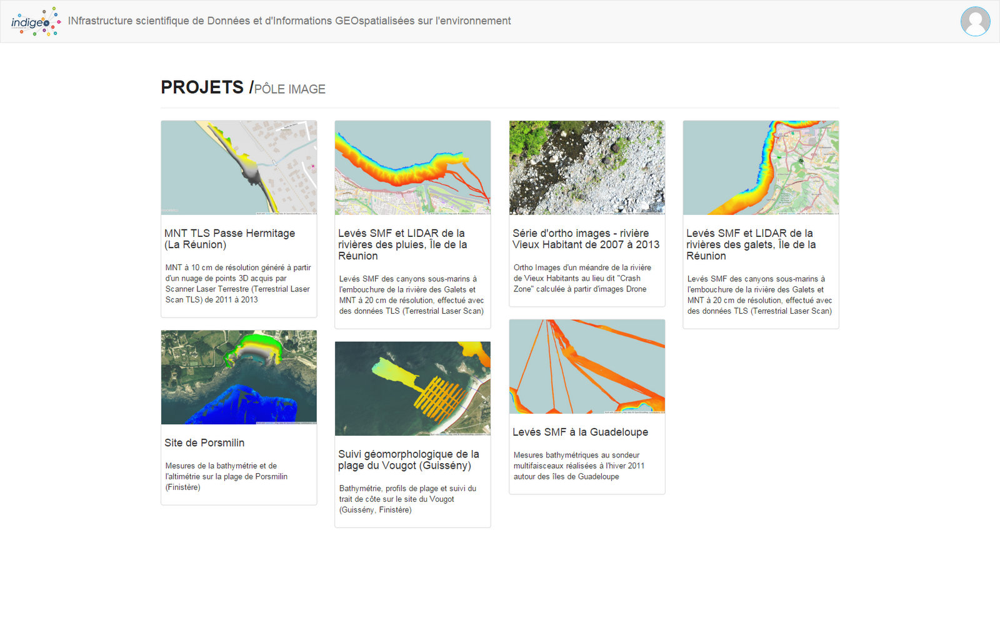 indigeo
INfrastructure scientifique de Données et d'Informations GEOspatialisées sur l'environnement
PROJETS /PÔLE IMAGE
MNT TLS Passe Hermitage
(La Réunion)
MNT à 10 cm de résolution généré à partir
d'un nuage de points 3D acquis par
Scanner Laser Terrestre (Terrestrial Laser
Scan TLS) de 2011 à 2013
Levés SMF et LIDAR de la
rivières des pluies, Île de la
Réunion
Levés SMF des canyons sous-marins à
l'embouchure de la rivière des Galets et
MNT à 20 cm de résolution, effectué avec
des données TLS (Terrestrial Laser Scan)
Série d'ortho images - rivière
Vieux Habitant de 2007 à 2013
Ortho Images d'un méandre de la rivière
de Vieux Habitants au lieu dit "Crash
Zone" calculée à partir d'images Drone
Levés SMF et LIDAR de la
rivières des galets, Île de la
Réunion
Levés SMF des canyons sous-marins à
l'embouchure de la rivière des Galets et
MNT à 20 cm de résolution, effectué avec
des données TLS (Terrestrial Laser Scan)
Site de Porsmilin
Mesures de la bathymétrie et de
l'altimétrie sur la plage de Porsmilin
(Finistère)
Suivi géomorphologique de la
plage du Vougot (Guissény)
Bathymétrie, profils de plage et suivi du
trait de côte sur le site du Vougot
(Guissény, Finistère)
Levés SMF à la Guadeloupe
Mesures bathymétriques au sondeur
multifaisceaux réalisées à l'hiver 2011
autour des îles de Guadeloupe